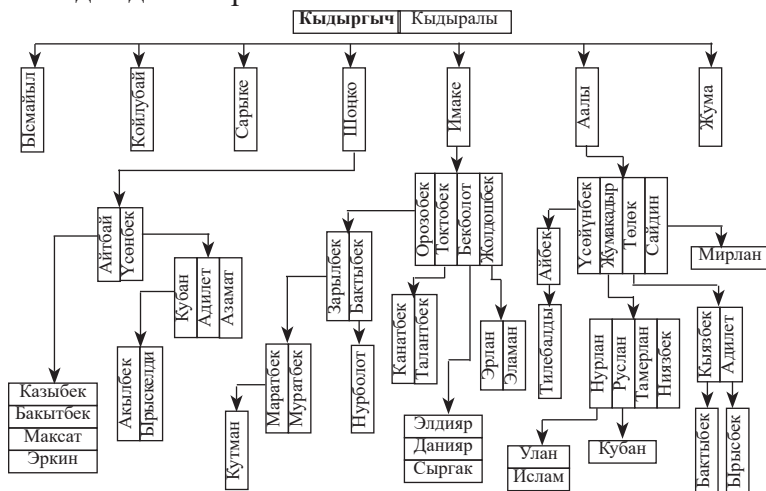 Кыдыргыч Кыдыралы
Ысмайыл
Койлубай
Сарыке
Шоңко
Имаке
Аалы
Жума
Айтбай
Үсөнбек
Орозобек
Токтобек
Бекболот
Жолдошбек
Үсөйүнбек
Жумакадыр
Төлөк
Сайдин
Мирлан
Зарылбек
Бактыбек
Айбек
Кубан
Адилет
Азамат
Канатбек
Талантбек
Эрлан
Эламан
Тилебалды
Нурлан
Руслан
Тамерлан
Ниязбек
Кыязбек
Адилет
Казыбек
Бакытбек
Максат
Эркин
Акылбек
Ырыскелди
Маратбек
Муратбек
Нурболот
Кутман
Элдияр
Данияр
Сыргак
Улан
Ислам
Кубан
Бактыбек
Ырысбек